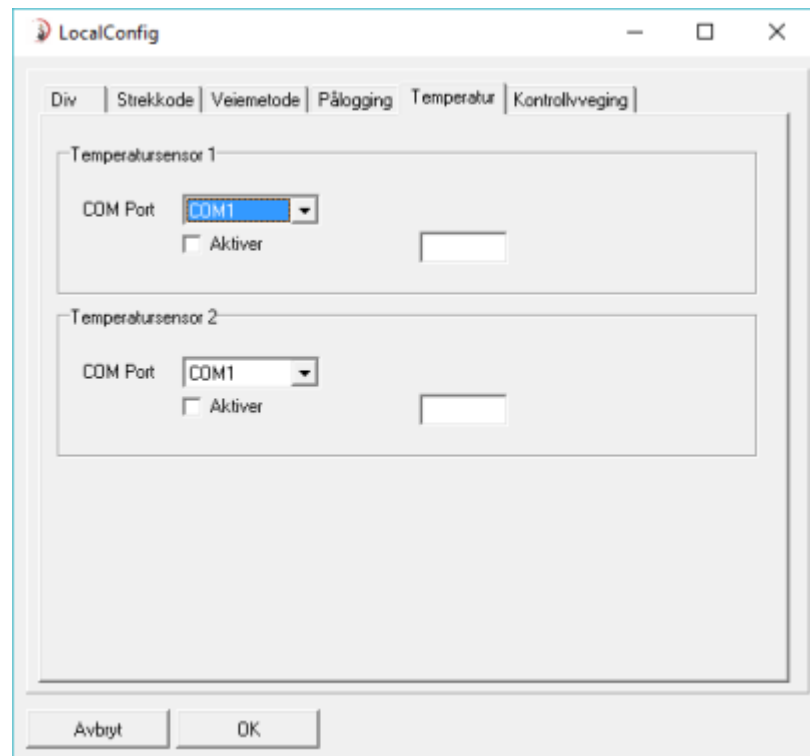 LocalConfig
Div Strekkode Veiemetode Pålogging Temperatur Kontrollvveging
Temperatursensor 1
COM Port COM1
Aktiver
Temperatursensor 2
COM Port COM1
Aktiver
Avbryt OK